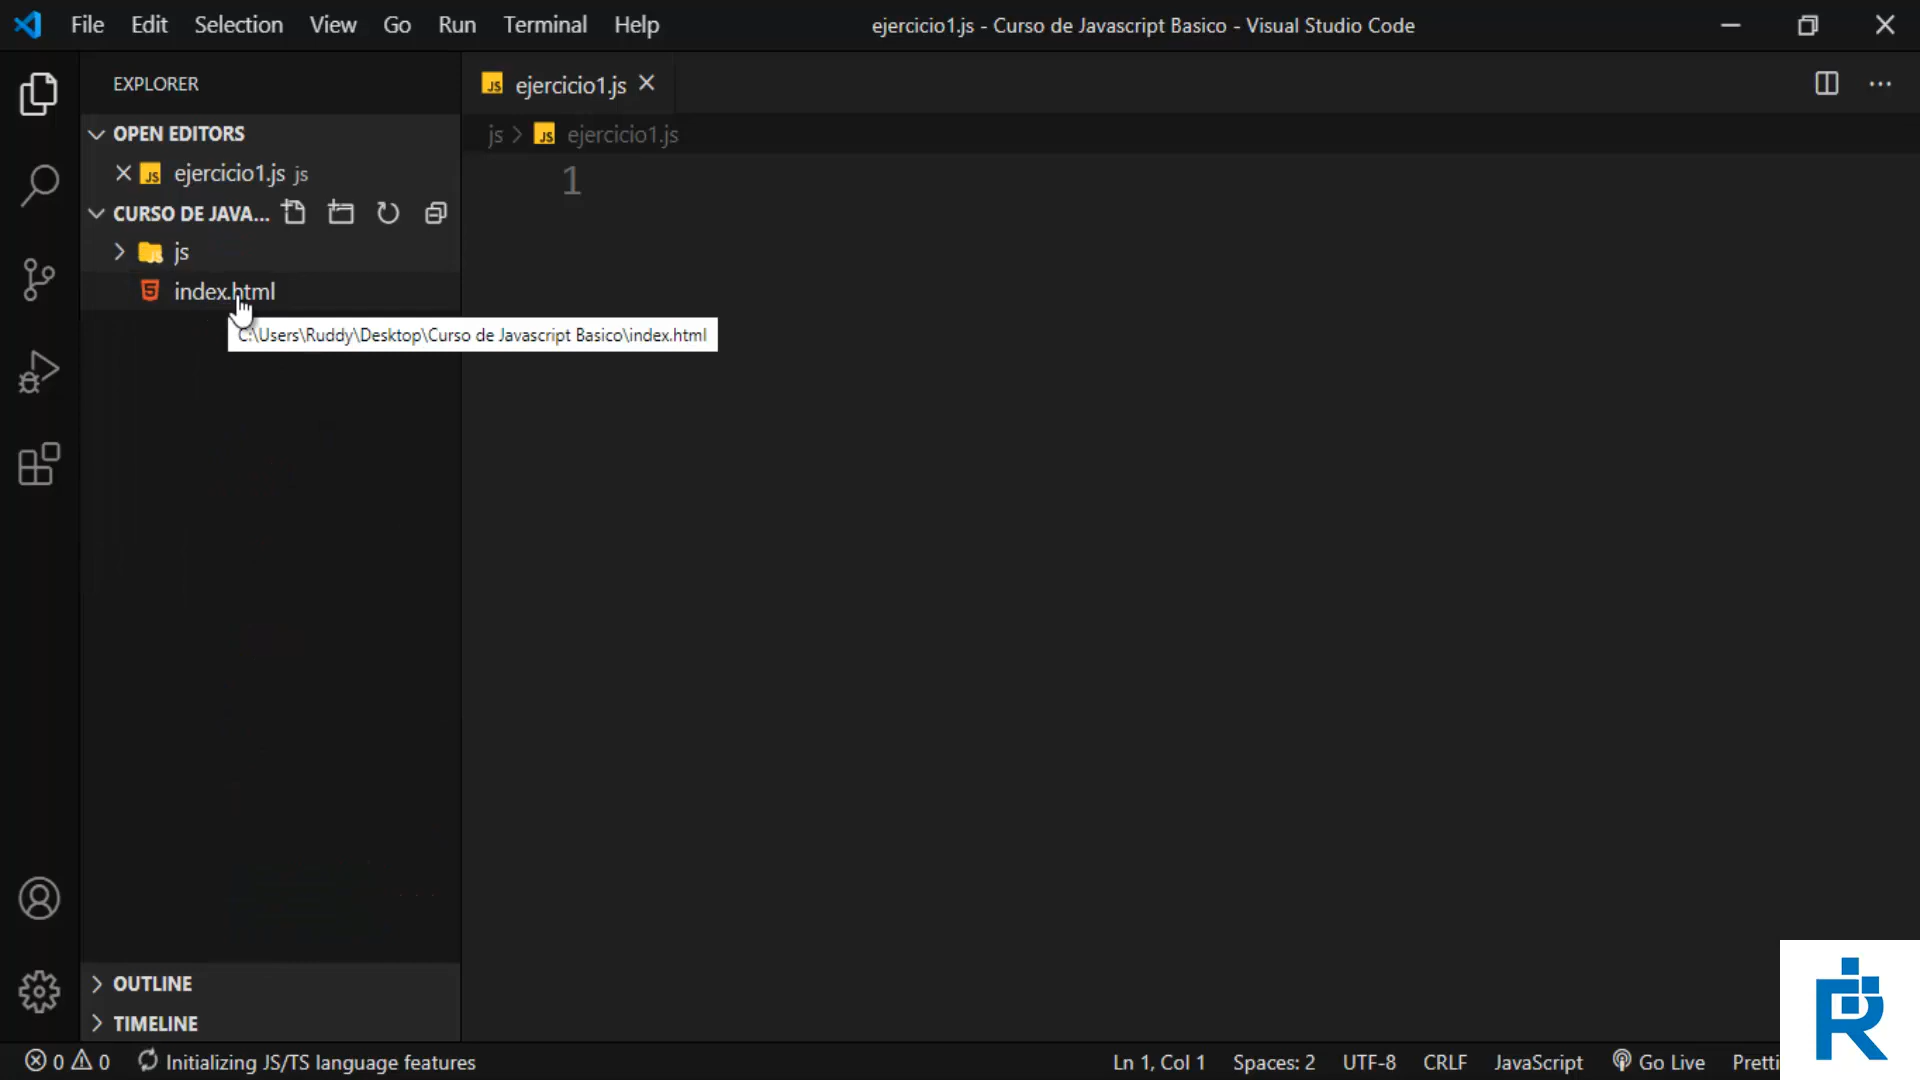 File Edit Selection View Go Run Terminal Help
ejercicio1.js - Curso de Javascript Basico - Visual Studio Code
EXPLORER
JS ejercicio1.js
OPEN EDITORS
js > JS ejercicio1.js
JS ejercicio1.js js
1
CURSO DE JAVA...
js
index.html
C:\Users\Ruddy\Desktop\Curso de Javascript Basico\index.html
OUTLINE
TIMELINE
0 0 Initializing JS/TS language features
Ln 1, Col 1 Spaces: 2 UTF-8 CRLF JavaScript Go Live Pretti
R